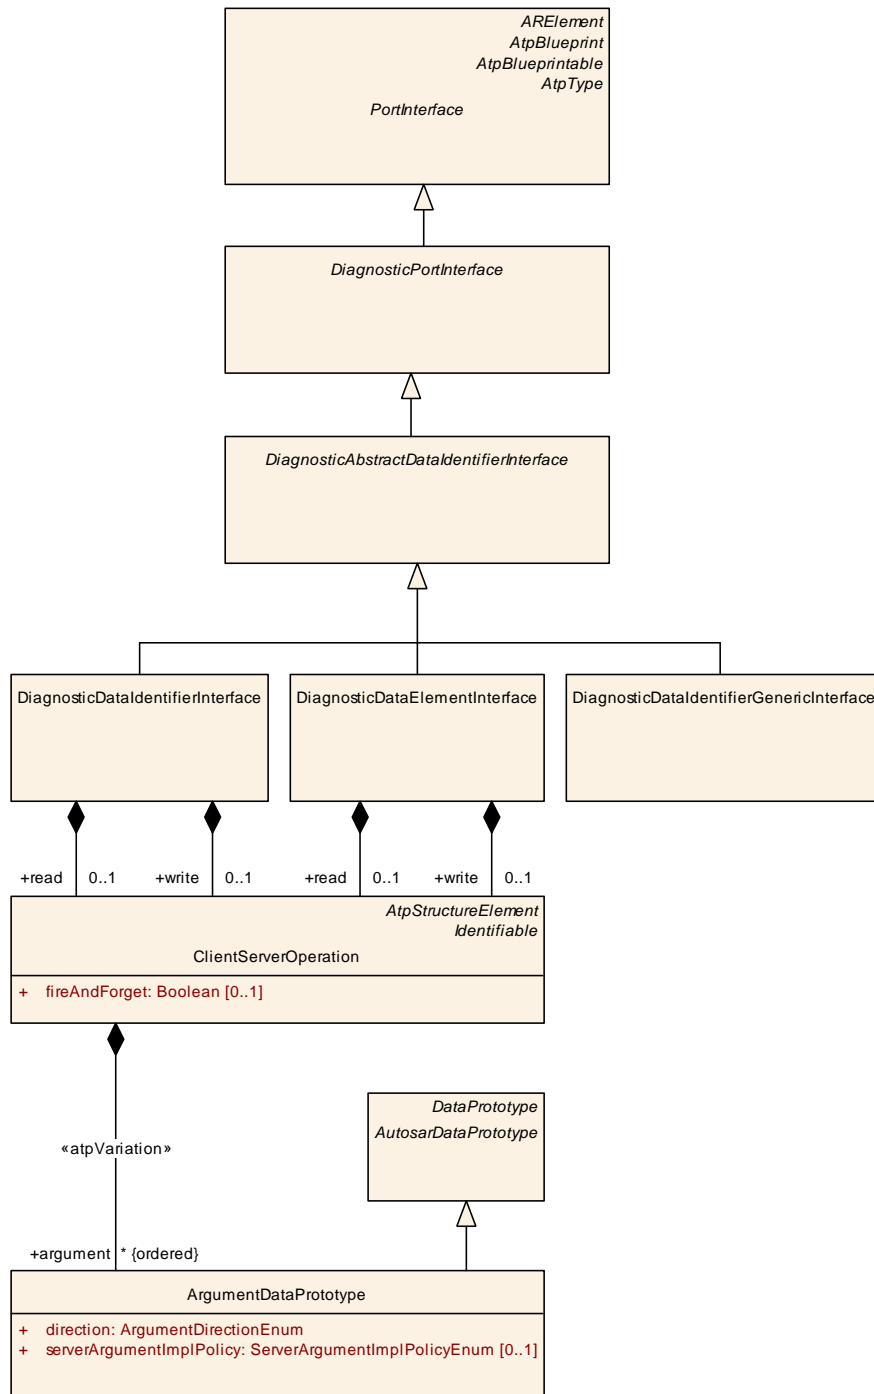 ARElement
AtpBlueprint
AtpBlueprintable
AtpType
PortInterface
DiagnosticPortInterface
DiagnosticAbstractDataIdentifierInterface
DiagnosticDataIdentifierInterface
DiagnosticDataElementInterface
DiagnosticDataIdentifierGenericInterface
+read 0..1 +write 0..1 +read 0..1 +write 0..1
AtpStructureElement
Identifiable
ClientServerOperation
+ fireAndForget: Boolean [0..1]
DataPrototype
AutosarDataPrototype
«atpVariation»
+argument * {ordered}
ArgumentDataPrototype
+ direction: ArgumentDirectionEnum
+ serverArgumentImplPolicy: ServerArgumentImplPolicyEnum [0..1]